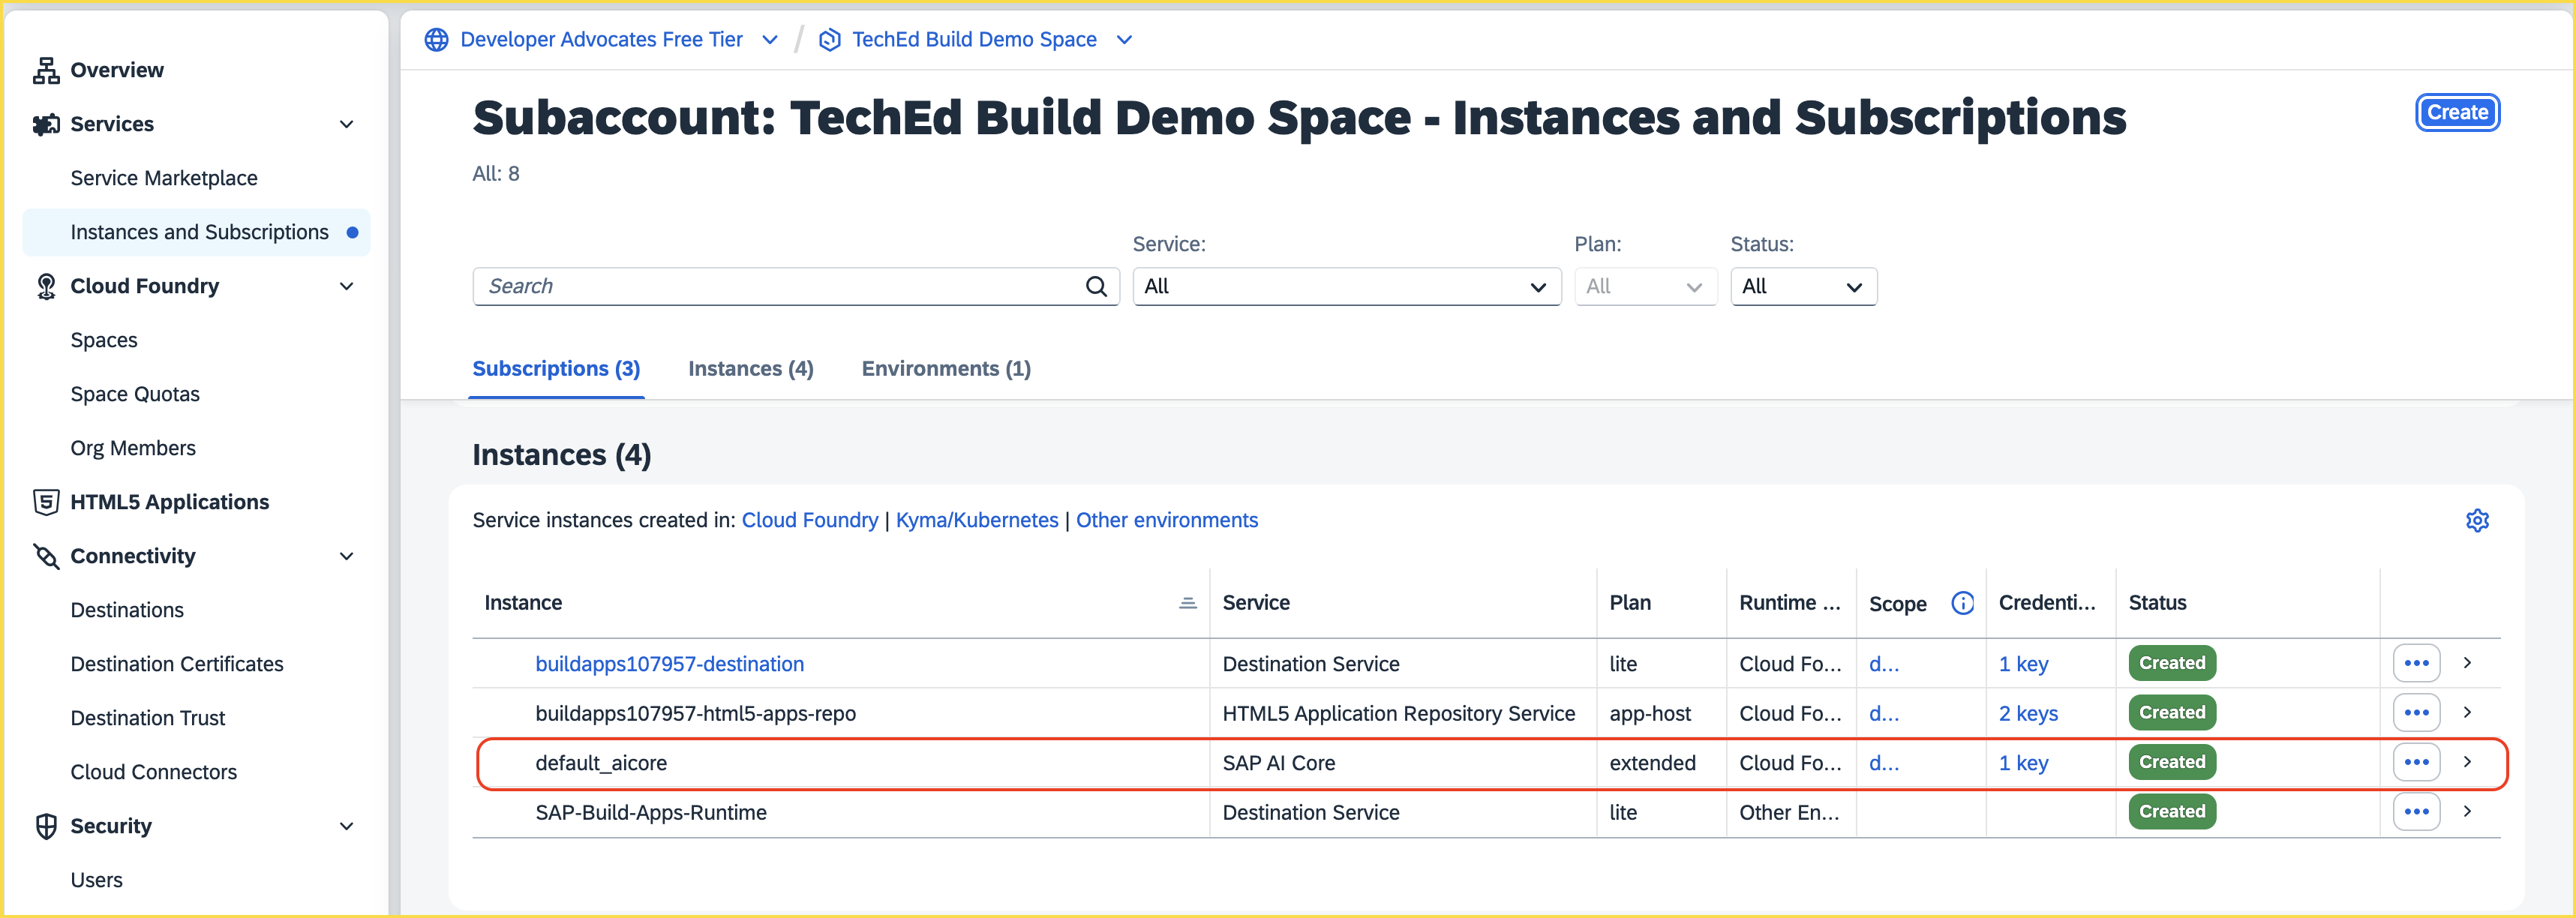 Overview
Services
Service Marketplace
Instances and Subscriptions
Cloud Foundry
Spaces
Space Quotas
Org Members
HTML5 Applications
Connectivity
Destinations
Destination Certificates
Destination Trust
Cloud Connectors
Security
Users
Developer Advocates Free Tier / TechEd Build Demo Space
Subaccount: TechEd Build Demo Space - Instances and Subscriptions
Create
All: 8
Service: Plan: Status:
Search All All All
Subscriptions (3) Instances (4) Environments (1)
Instances (4)
Service instances created in: Cloud Foundry | Kyma/Kubernetes | Other environments
Instance Service Plan Runtime ... Scope Credenti... Status
buildapps107957-destination Destination Service lite Cloud Fo... d... 1 key Created
buildapps107957-html5-apps-repo HTML5 Application Repository Service app-host Cloud Fo... d... 2 keys Created
default_aicore SAP AI Core extended Cloud Fo... d... 1 key Created
SAP-Build-Apps-Runtime Destination Service lite Other En... Created